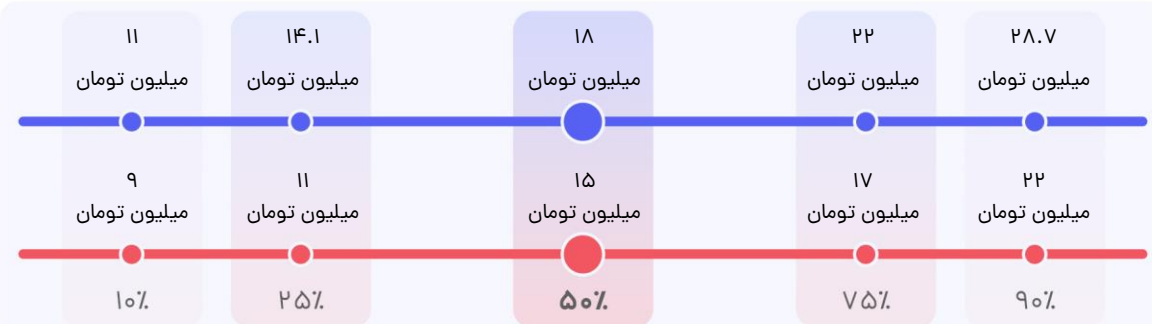 ۱۱ ۱۴.۱ ۱۸ ۲۲ ۲۸.۷
میلیون تومان میلیون تومان میلیون تومان میلیون تومان میلیون تومان
۹ ۱۱ ۱۵ ۱۷ ۲۲
میلیون تومان میلیون تومان میلیون تومان میلیون تومان میلیون تومان
۱۰٪ ۲۵٪ ۵۰٪ ۷۵٪ ۹۰٪